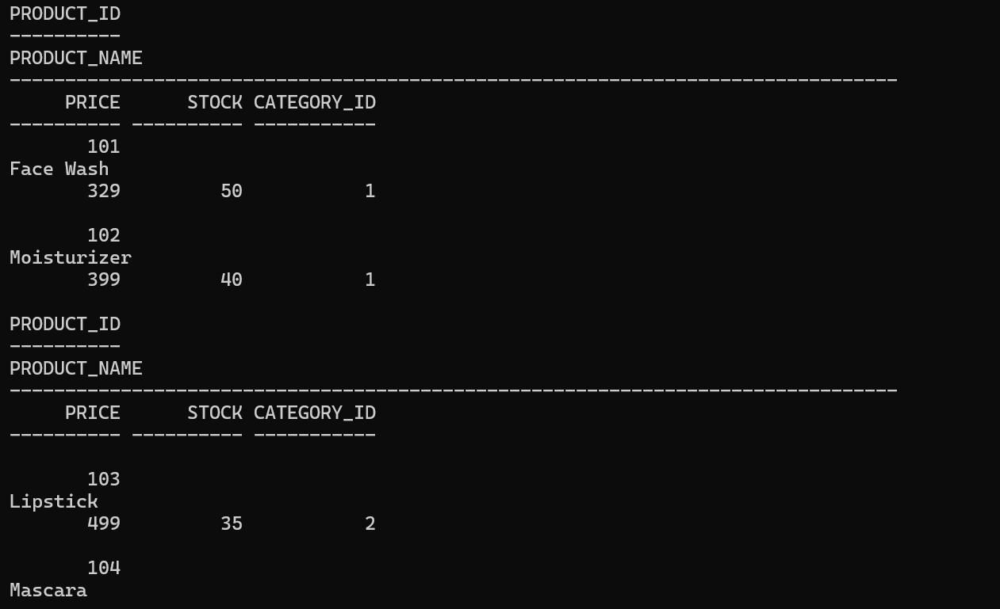 PRODUCT_ID
----------
PRODUCT_NAME
--------------------------------------------------------------------------------
     PRICE      STOCK CATEGORY_ID
---------- ---------- -----------
       101
Face Wash
       329         50           1

       102
Moisturizer
       399         40           1

PRODUCT_ID
----------
PRODUCT_NAME
--------------------------------------------------------------------------------
     PRICE      STOCK CATEGORY_ID
---------- ---------- -----------

       103
Lipstick
       499         35           2

       104
Mascara